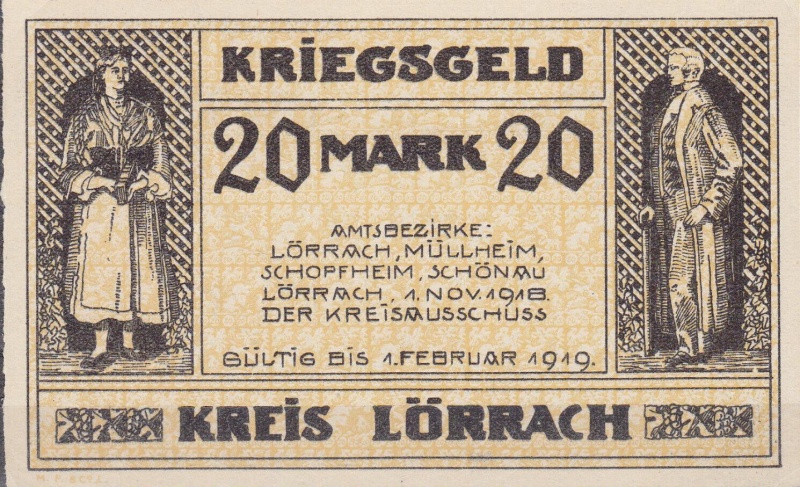 KRIEGSGELD
20 MARK 20
AMTSBEZIRKE:
LÖRRACH, MÜLLHEIM,
SCHOPFHEIM, SCHÖNAU
LÖRRACH, 1. NOV. 1918.
DER KREISAUSSCHUSS
GÜLTIG BIS 1. FEBRUAR 1919.
KREIS LÖRRACH